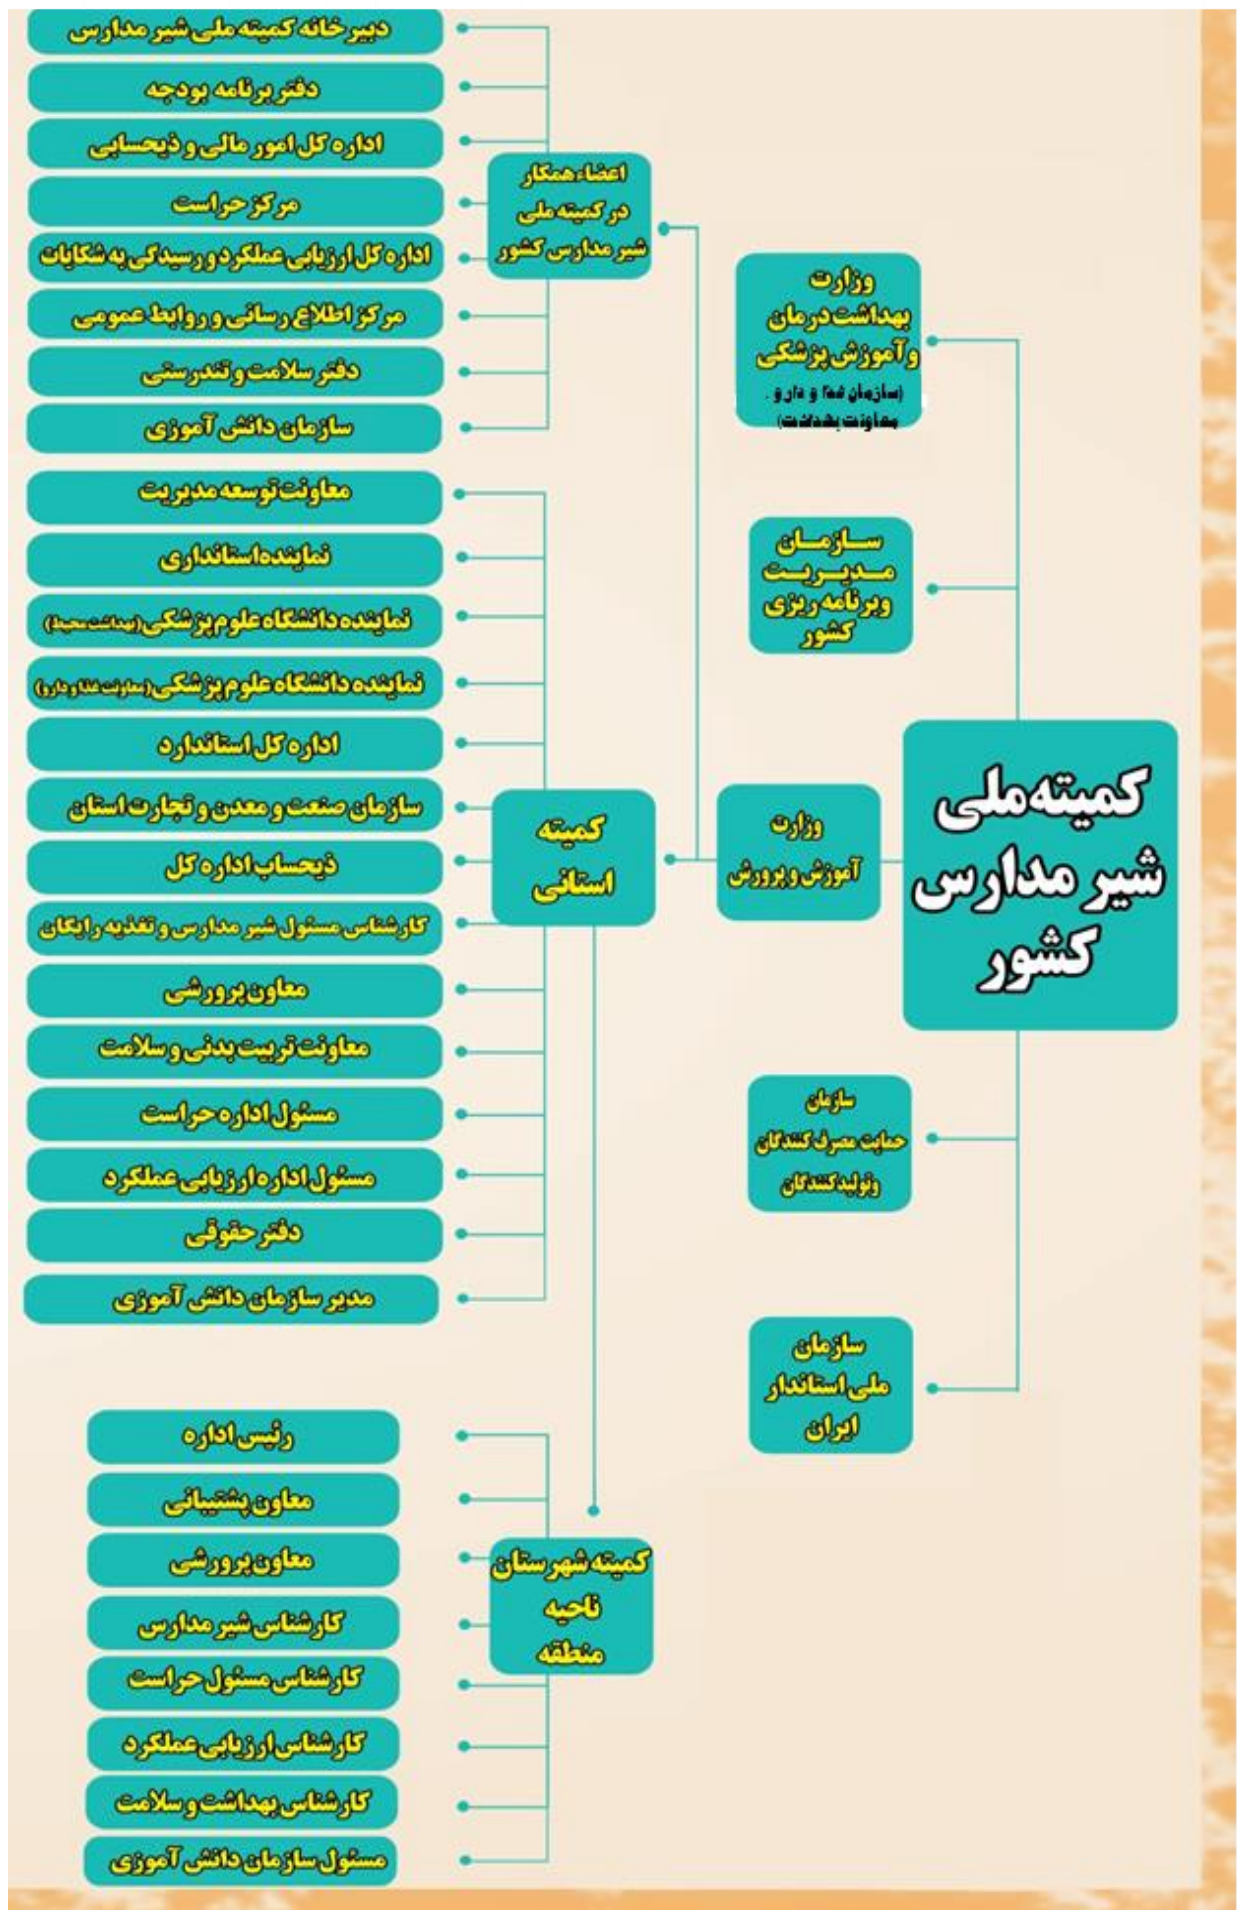 کمیته ملی
شیر مدارس
کشور
وزارت
بهداشت درمان
و آموزش پزشکی
(سازمان غذا و دارو .
معاونت بهداشت)
ســازمــان
مــدیــریــت
وبرنامه ریزی
کشور
وزارت
آموزش و پرورش
سازمان
حمایت مصرف کنندگان
وتولیدکنندگان
سازمان
ملی استاندار
ایران
اعضاء همکار
در کمیته ملی
شیر مدارس کشور
دبیرخانه کمیته ملی شیر مدارس
دفتر برنامه بودجه
اداره کل امور مالی و ذیحسابی
مرکز حراست
اداره کل ارزیابی عملکرد و رسیدگی به شکایات
مرکز اطلاع رسانی و روابط عمومی
دفتر سلامت و تندرستی
سازمان دانش آموزی
کمیته
استانی
معاونت توسعه مدیریت
نماینده استانداری
نماینده دانشگاه علوم پزشکی (بهداشت محیط)
نماینده دانشگاه علوم پزشکی (معاونت غذا و دارو)
اداره کل استاندارد
سازمان صنعت و معدن و تجارت استان
ذیحساب اداره کل
کارشناس مسئول شیر مدارس و تغذیه رایگان
معاون پرورشی
معاونت تربیت بدنی و سلامت
مسئول اداره حراست
مسئول اداره ارزیابی عملکرد
دفتر حقوقی
مدیر سازمان دانش آموزی
کمیته شهرستان
ناحیه
منطقه
رئیس اداره
معاون پشتیبانی
معاون پرورشی
کارشناس شیر مدارس
کارشناس مسئول حراست
کارشناس ارزیابی عملکرد
کارشناس بهداشت و سلامت
مسئول سازمان دانش آموزی